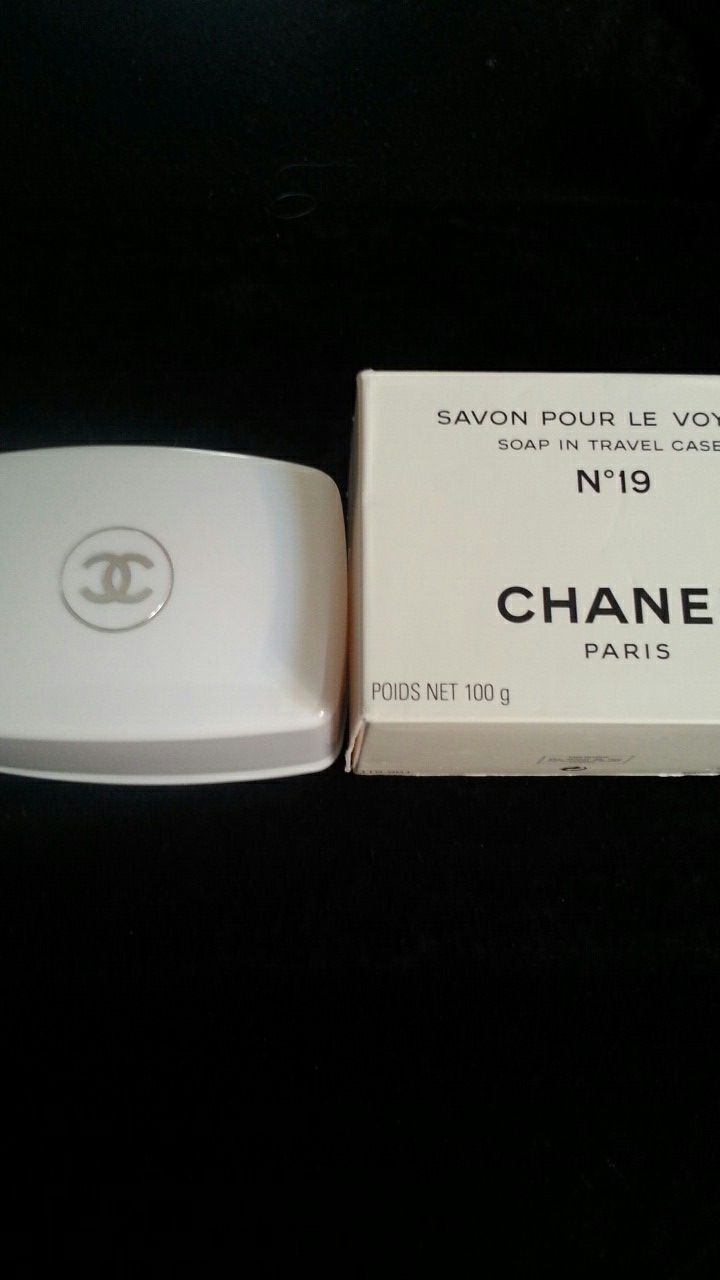 SAVON POUR LE VOY
SOAP IN TRAVEL CASE
N°19
CHANE
PARIS
POIDS NET 100 g